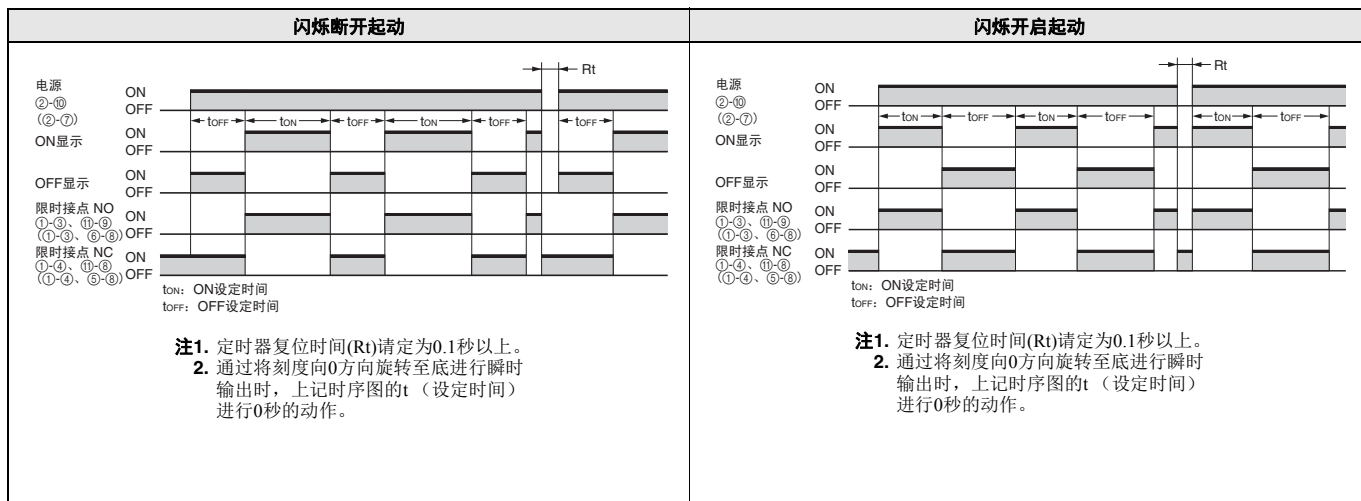 闪烁断开起动
Rt
电源
②-⑩
(②-⑦)
ON
OFF
tOFF tON tOFF tON tOFF tOFF
ON显示
ON
OFF
OFF显示
ON
OFF
限时接点 NO
①-③、⑪-⑨
(①-③、⑥-⑧)
ON
OFF
限时接点 NC
①-④、⑪-⑧
(①-④、⑤-⑧)
ON
OFF
tON：ON设定时间
tOFF：OFF设定时间
注1. 定时器复位时间(Rt)请定为0.1秒以上。
2. 通过将刻度向0方向旋转至底进行瞬时
输出时，上记时序图的t （设定时间）
进行0秒的动作。
闪烁开启起动
Rt
电源
②-⑩
(②-⑦)
ON
OFF
tON tOFF tON tOFF tON tOFF
ON显示
ON
OFF
OFF显示
ON
OFF
限时接点 NO
①-③、⑪-⑨
(①-③、⑥-⑧)
ON
OFF
限时接点 NC
①-④、⑪-⑧
(①-④、⑤-⑧)
ON
OFF
tON：ON设定时间
tOFF：OFF设定时间
注1. 定时器复位时间(Rt)请定为0.1秒以上。
2. 通过将刻度向0方向旋转至底进行瞬时
输出时，上记时序图的t （设定时间）
进行0秒的动作。